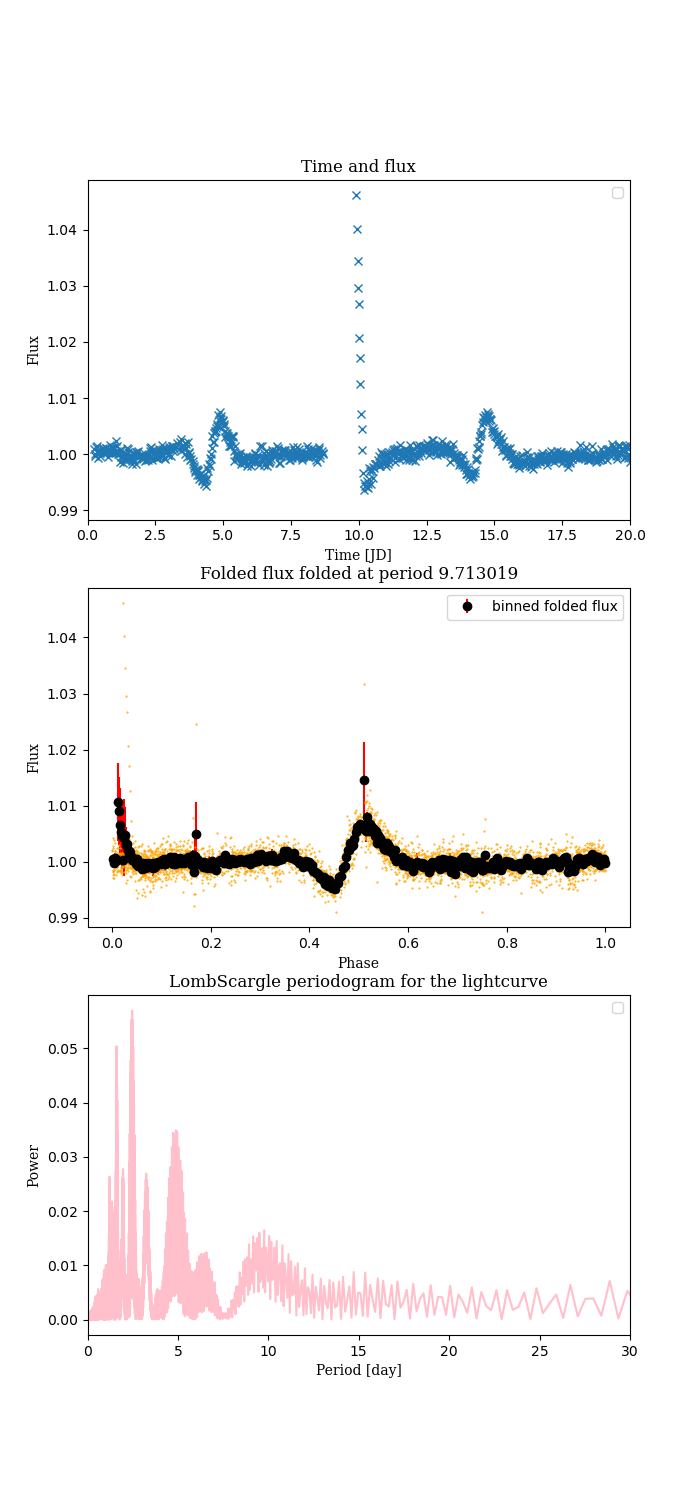 Time and flux
1.04
1.03
1.02
1.01
1.00
0.99
Flux
0.0 2.5 5.0 7.5 10.0 12.5 15.0 17.5 20.0
Time [JD]
Folded flux folded at period 9.713019
binned folded flux
1.04
1.03
1.02
1.01
1.00
0.99
Flux
0.0 0.2 0.4 0.6 0.8 1.0
Phase
LombScargle periodogram for the lightcurve
0.05
0.04
0.03
0.02
0.01
0.00
Power
0 5 10 15 20 25 30
Period [day]